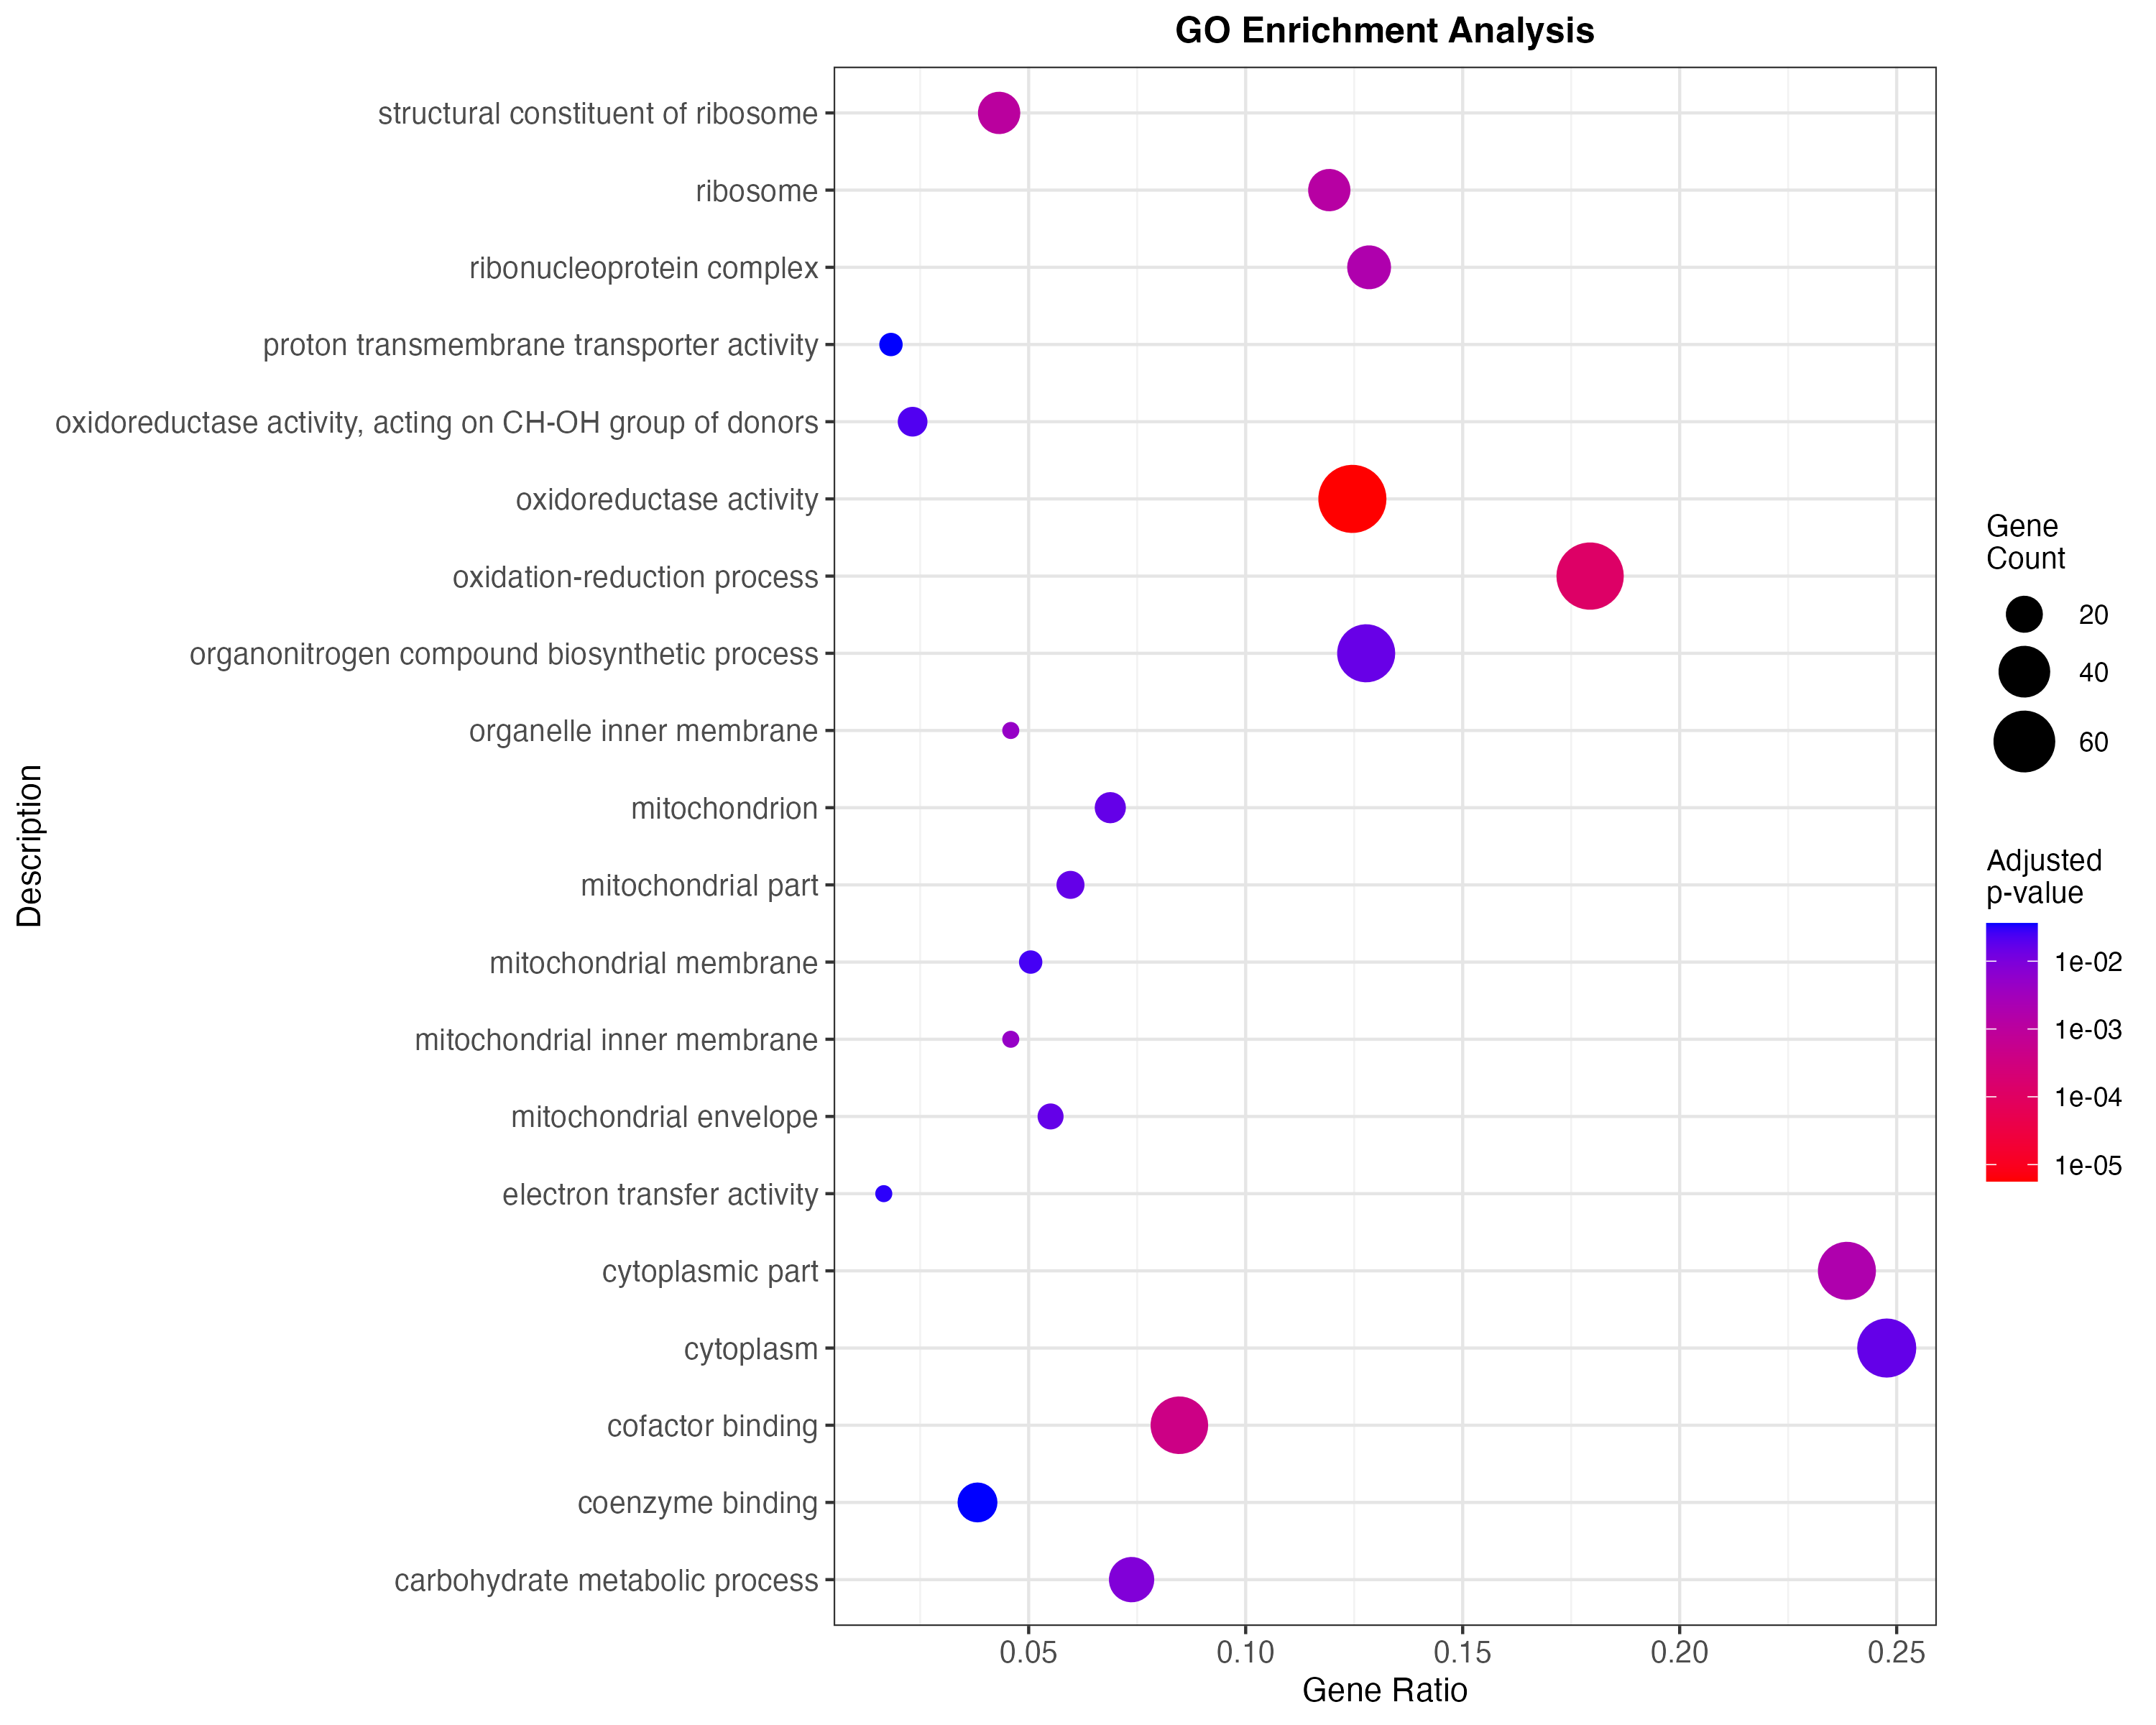 GO Enrichment Analysis
structural constituent of ribosome
ribosome
ribonucleoprotein complex
proton transmembrane transporter activity
oxidoreductase activity, acting on CH-OH group of donors
oxidoreductase activity
oxidation-reduction process
organonitrogen compound biosynthetic process
organelle inner membrane
mitochondrion
mitochondrial part
mitochondrial membrane
mitochondrial inner membrane
mitochondrial envelope
electron transfer activity
cytoplasmic part
cytoplasm
cofactor binding
coenzyme binding
carbohydrate metabolic process
Description
0.05 0.10 0.15 0.20 0.25
Gene Ratio
Gene
Count
20
40
60
Adjusted
p-value
1e-02
1e-03
1e-04
1e-05